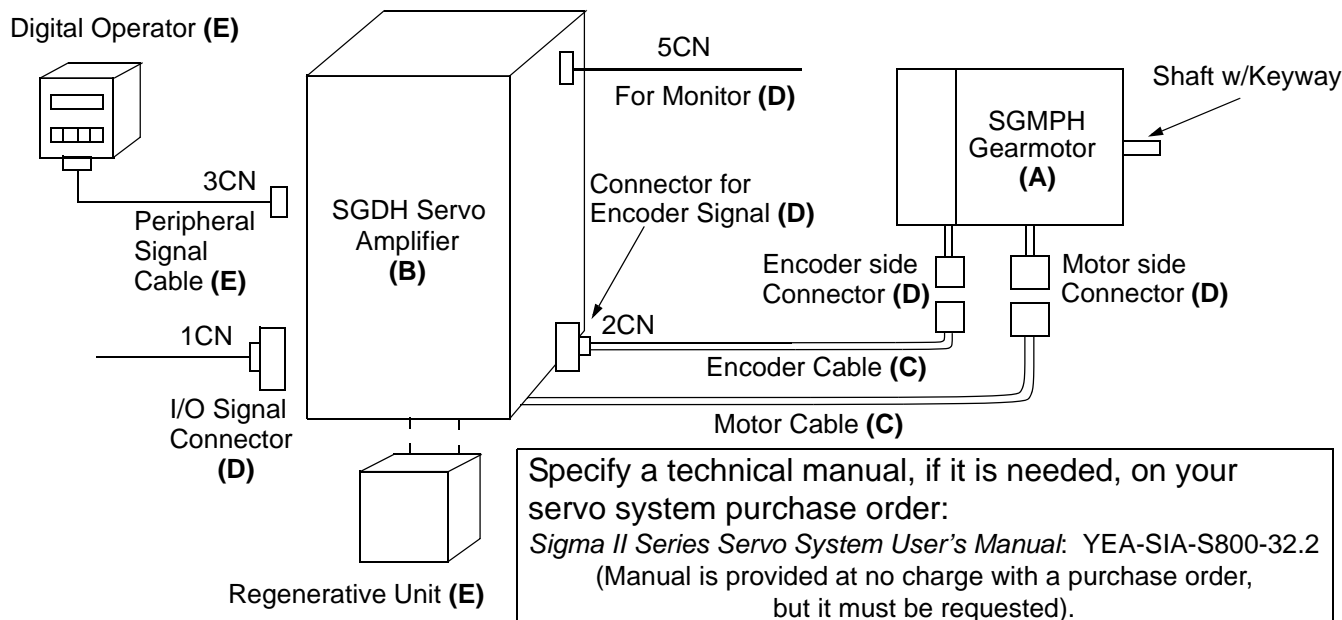 Digital Operator (E)
3CN
Peripheral
Signal
Cable (E)
1CN
I/O Signal
Connector
(D)
SGDH Servo
Amplifier
(B)
Regenerative Unit (E)
5CN
For Monitor (D)
Connector for
Encoder Signal (D)
2CN
Encoder Cable (C)
Motor Cable (C)
SGMPH
Gearmotor
(A)
Shaft w/Keyway
Encoder side
Connector (D)
Motor side
Connector (D)
Specify a technical manual, if it is needed, on your
servo system purchase order:
Sigma II Series Servo System User's Manual: YEA-SIA-S800-32.2
(Manual is provided at no charge with a purchase order,
but it must be requested).